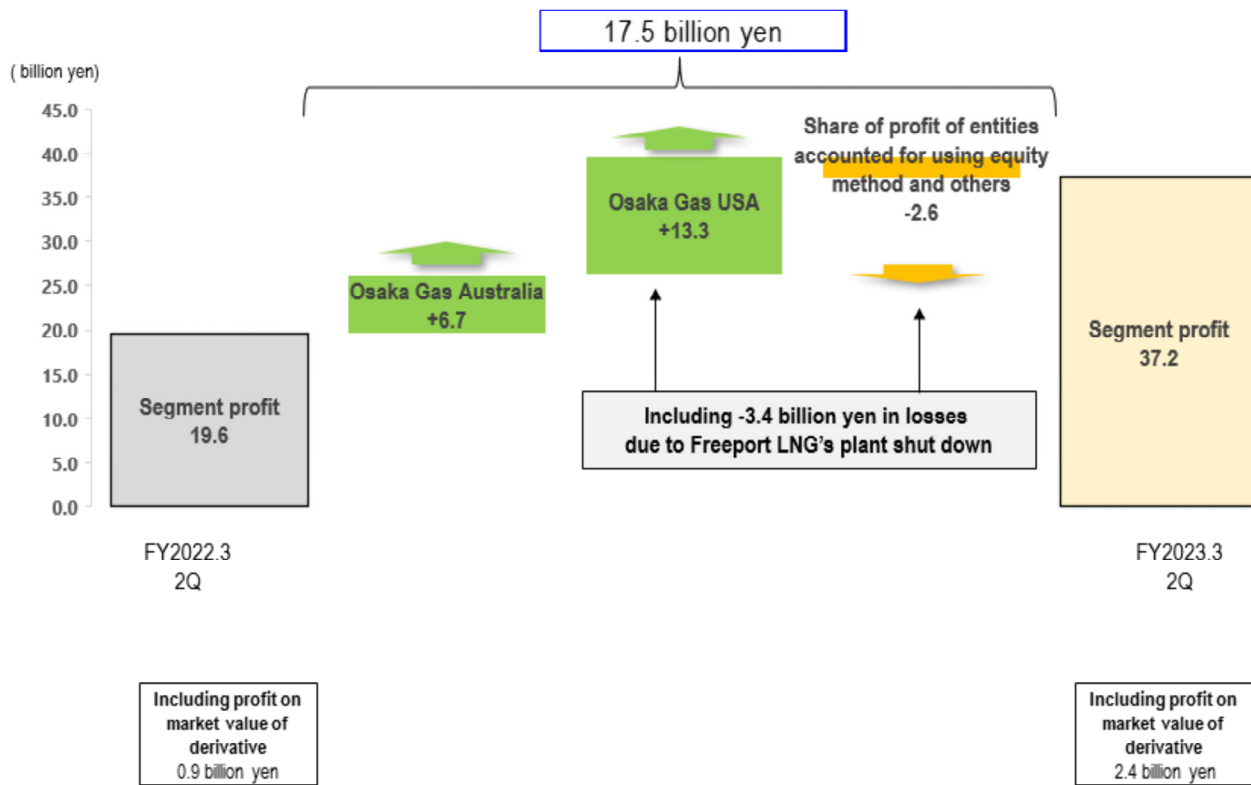 17.5 billion yen
( billion yen)
45.0
40.0
35.0
30.0
25.0
20.0
15.0
10.0
5.0
0.0
Segment profit
19.6
Osaka Gas Australia
+6.7
Osaka Gas USA
+13.3
Share of profit of entities
accounted for using equity
method and others
-2.6
Including -3.4 billion yen in losses
due to Freeport LNG's plant shut down
Segment profit
37.2
FY2022.3
2Q
FY2023.3
2Q
Including profit on
market value of
derivative
0.9 billion yen
Including profit on
market value of
derivative
2.4 billion yen